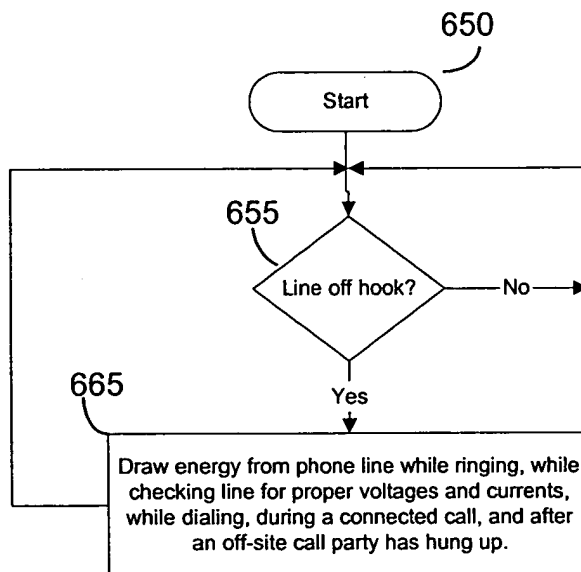 650
Start
655
Line off hook?
No
Yes
665
Draw energy from phone line while ringing, while
checking line for proper voltages and currents,
while dialing, during a connected call, and after
an off-site call party has hung up.